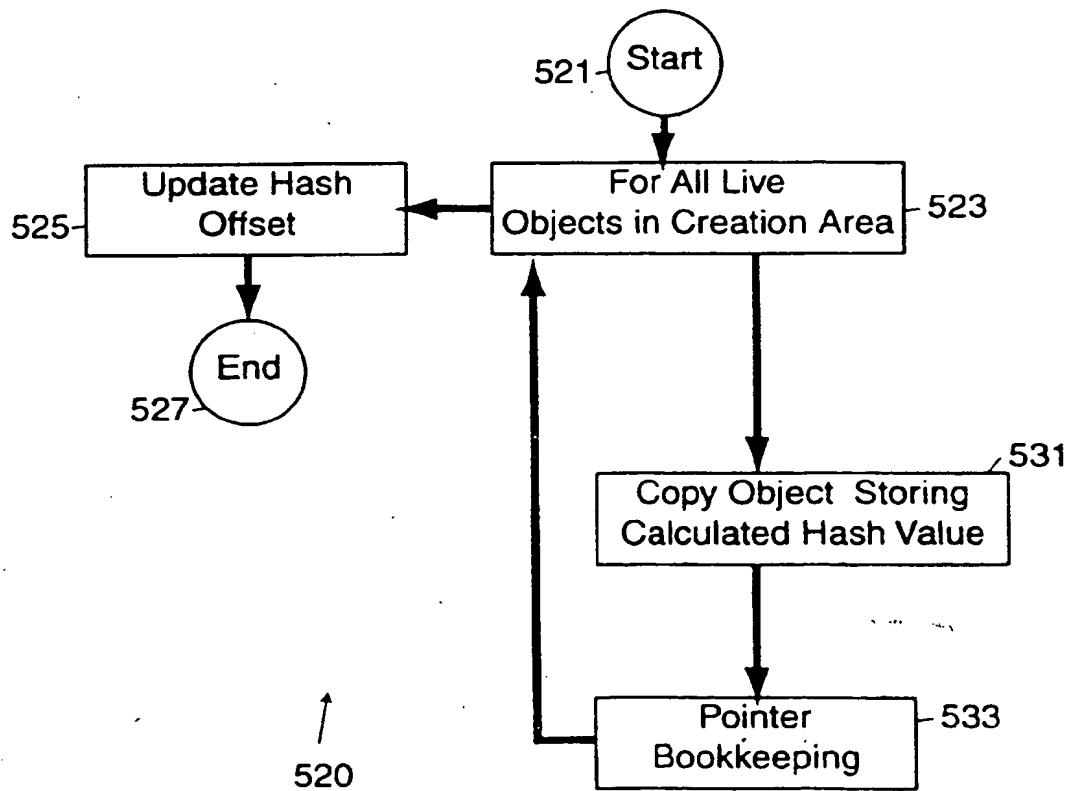 Start
521
Update Hash
Offset
525
For All Live
Objects in Creation Area
523
End
527
531
Copy Object Storing
Calculated Hash Value
Pointer
Bookkeeping
533
520